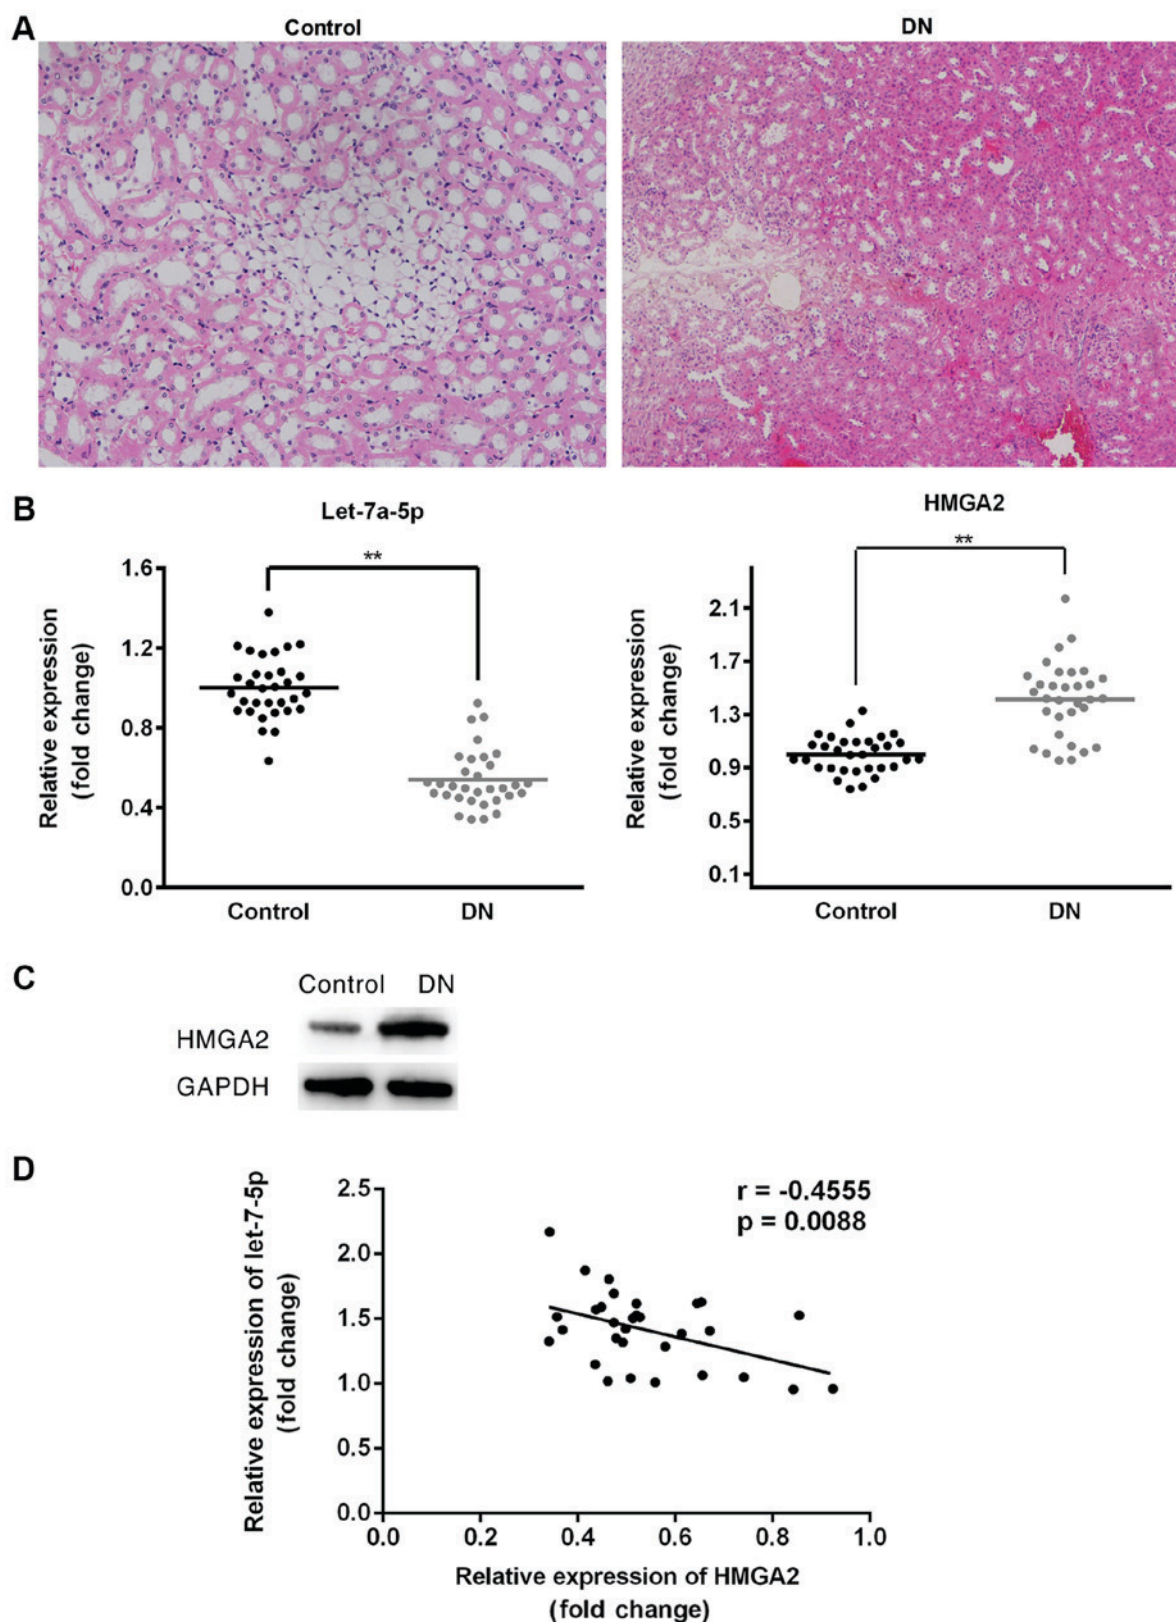 A
Control
DN
B
Let-7a-5p
**
Relative expression
(fold change)
1.6
1.2
0.8
0.4
0.0
Control
DN
HMGA2
**
Relative expression
(fold change)
2.1
1.7
1.3
0.9
0.5
0.1
Control
DN
C
Control DN
HMGA2
GAPDH
D
Relative expression of let-7-5p
(fold change)
2.5
2.0
1.5
1.0
0.5
0.0
r = -0.4555
p = 0.0088
0.0 0.2 0.4 0.6 0.8 1.0
Relative expression of HMGA2
(fold change)